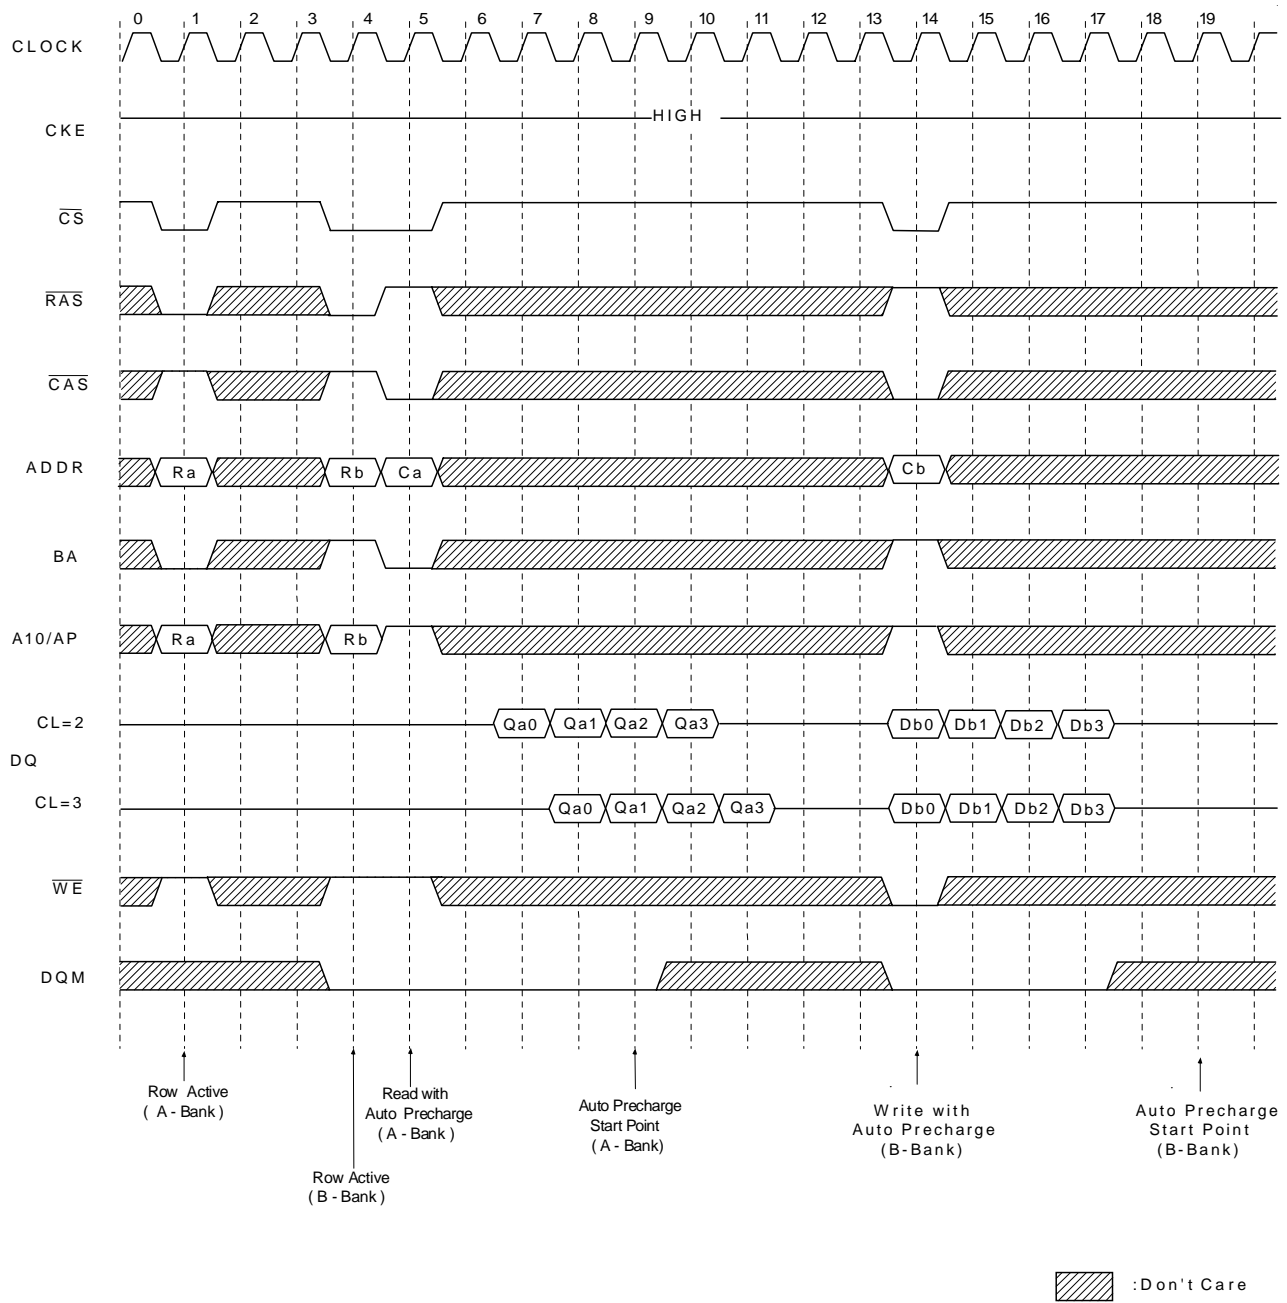 0 1 2 3 4 5 6 7 8 9 10 11 12 13 14 15 16 17 18 19
CLOCK
CKE HIGH
CS
RAS
CAS
ADDR Ra Rb Ca Cb
BA
A10/AP Ra Rb
CL=2 Qa0 Qa1 Qa2 Qa3 Db0 Db1 Db2 Db3
DQ
CL=3 Qa0 Qa1 Qa2 Qa3 Db0 Db1 Db2 Db3
WE
DQM
Row Active
( A - Bank )
Row Active
( B - Bank )
Read with
Auto Precharge
( A - Bank )
Auto Precharge
Start Point
( A - Bank)
Write with
Auto Precharge
(B-Bank)
Auto Precharge
Start Point
(B-Bank)
:Don't Care